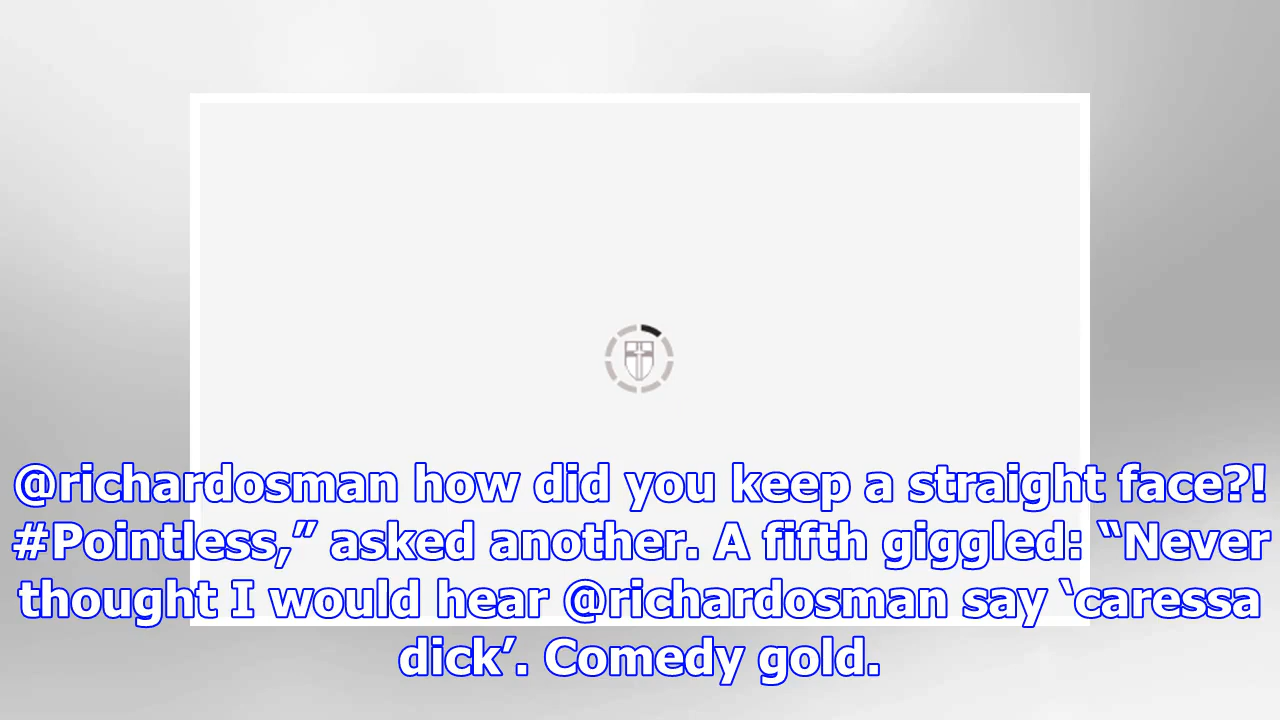 @richardosman how did you keep a straight face?!
#Pointless,” asked another. A fifth giggled: “Never
thought I would hear @richardosman say ‘caressa
dick’. Comedy gold.